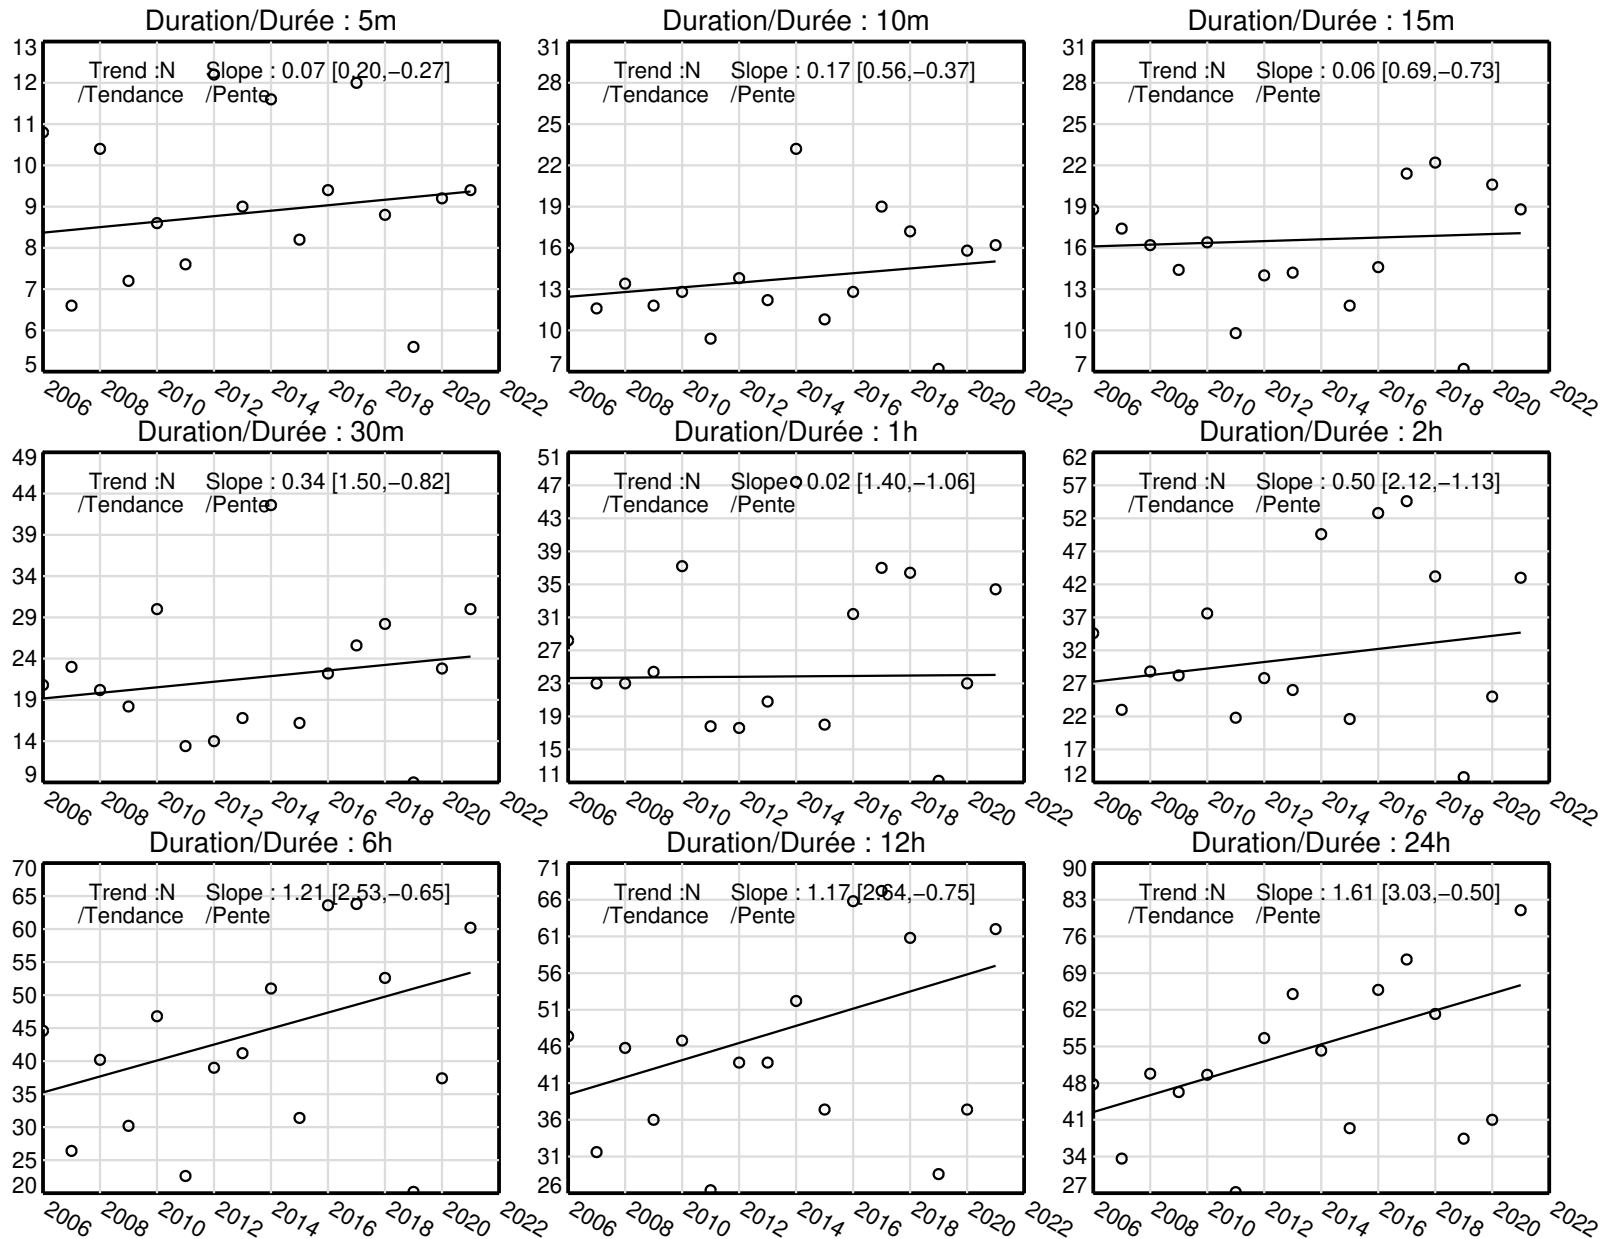 Duration/Durée : 5m
Trend :N Slope : 0.07 [0.20,−0.27]
/Tendance /Pente
13
12
11
10
9
8
7
6
5
2006 2008 2010 2012 2014 2016 2018 2020 2022
Duration/Durée : 10m
Trend :N Slope : 0.17 [0.56,−0.37]
/Tendance /Pente
31
28
25
22
19
16
13
10
7
2006 2008 2010 2012 2014 2016 2018 2020 2022
Duration/Durée : 15m
Trend :N Slope : 0.06 [0.69,−0.73]
/Tendance /Pente
31
28
25
22
19
16
13
10
7
2006 2008 2010 2012 2014 2016 2018 2020 2022
Duration/Durée : 30m
Trend :N Slope : 0.34 [1.50,−0.82]
/Tendance /Pente
49
44
39
34
29
24
19
14
9
2006 2008 2010 2012 2014 2016 2018 2020 2022
Duration/Durée : 1h
Trend :N Slope : 0.02 [1.40,−1.06]
/Tendance /Pente
51
47
43
39
35
31
27
23
19
15
11
2006 2008 2010 2012 2014 2016 2018 2020 2022
Duration/Durée : 2h
Trend :N Slope : 0.50 [2.12,−1.13]
/Tendance /Pente
62
57
52
47
42
37
32
27
22
17
12
2006 2008 2010 2012 2014 2016 2018 2020 2022
Duration/Durée : 6h
Trend :N Slope : 1.21 [2.53,−0.65]
/Tendance /Pente
70
65
60
55
50
45
40
35
30
25
20
2006 2008 2010 2012 2014 2016 2018 2020 2022
Duration/Durée : 12h
Trend :N Slope : 1.17 [2.64,−0.75]
/Tendance /Pente
71
66
61
56
51
46
41
36
31
26
2006 2008 2010 2012 2014 2016 2018 2020 2022
Duration/Durée : 24h
Trend :N Slope : 1.61 [3.03,−0.50]
/Tendance /Pente
90
83
76
69
62
55
48
41
34
27
2006 2008 2010 2012 2014 2016 2018 2020 2022